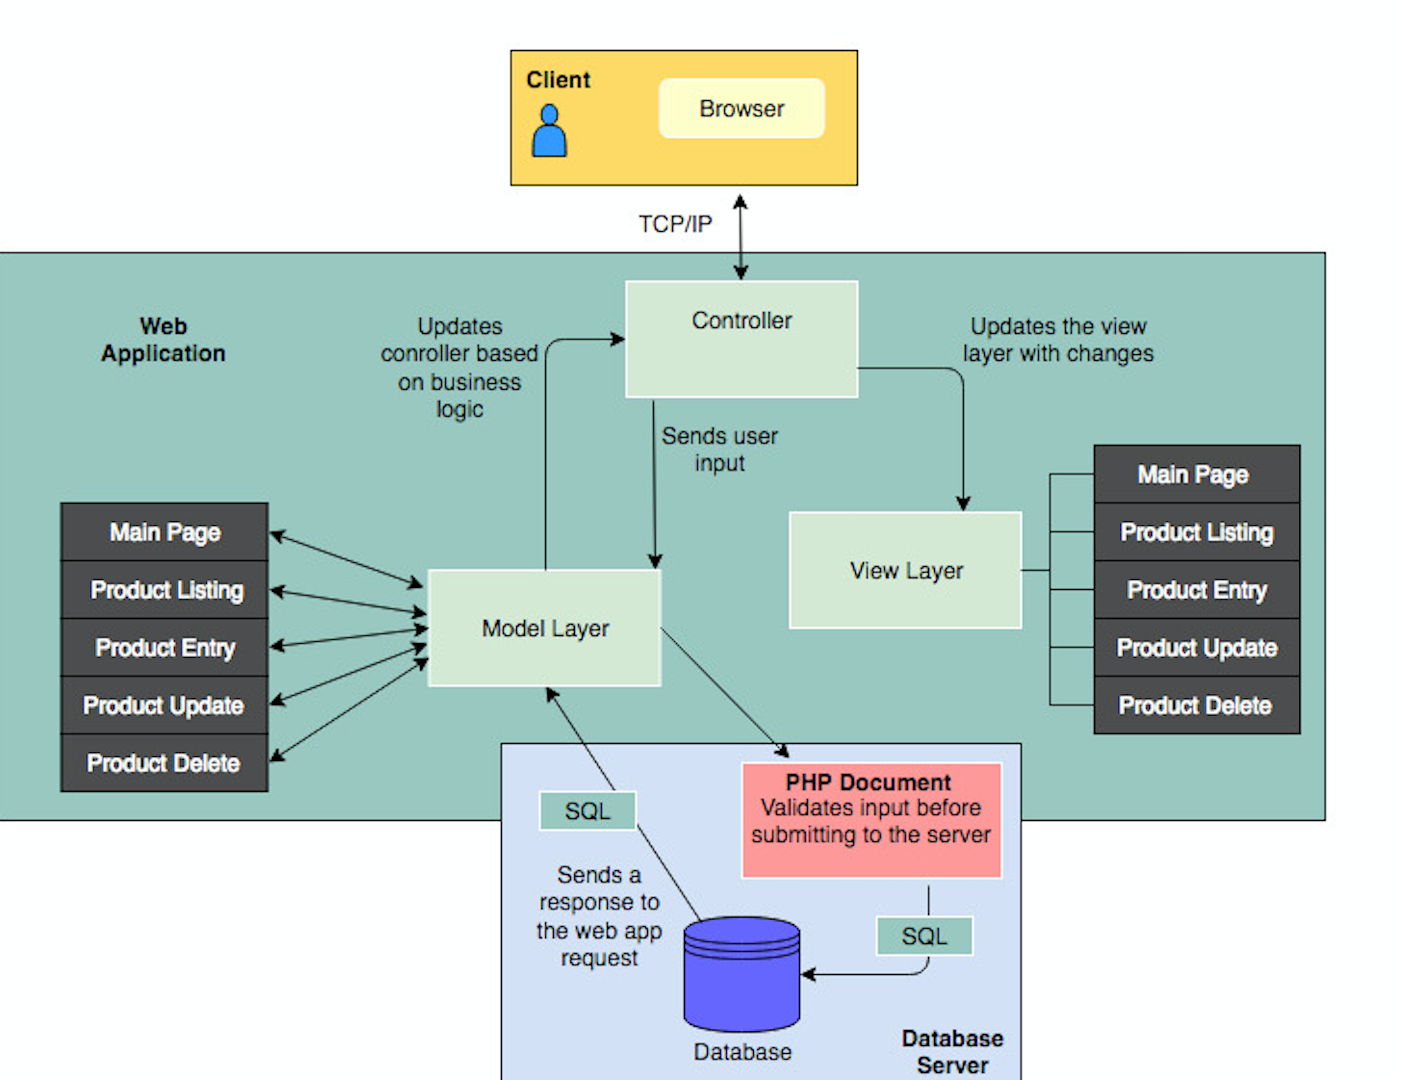 Client
Browser
TCP/IP
Web
Application
Updates
conroller based
on business
logic
Controller
Updates the view
layer with changes
Sends user
input
Main Page
Product Listing
Product Entry
Product Update
Product Delete
Model Layer
View Layer
Main Page
Product Listing
Product Entry
Product Update
Product Delete
SQL
PHP Document
Validates input before
submitting to the server
Sends a
response to
the web app
request
SQL
Database
Database
Server